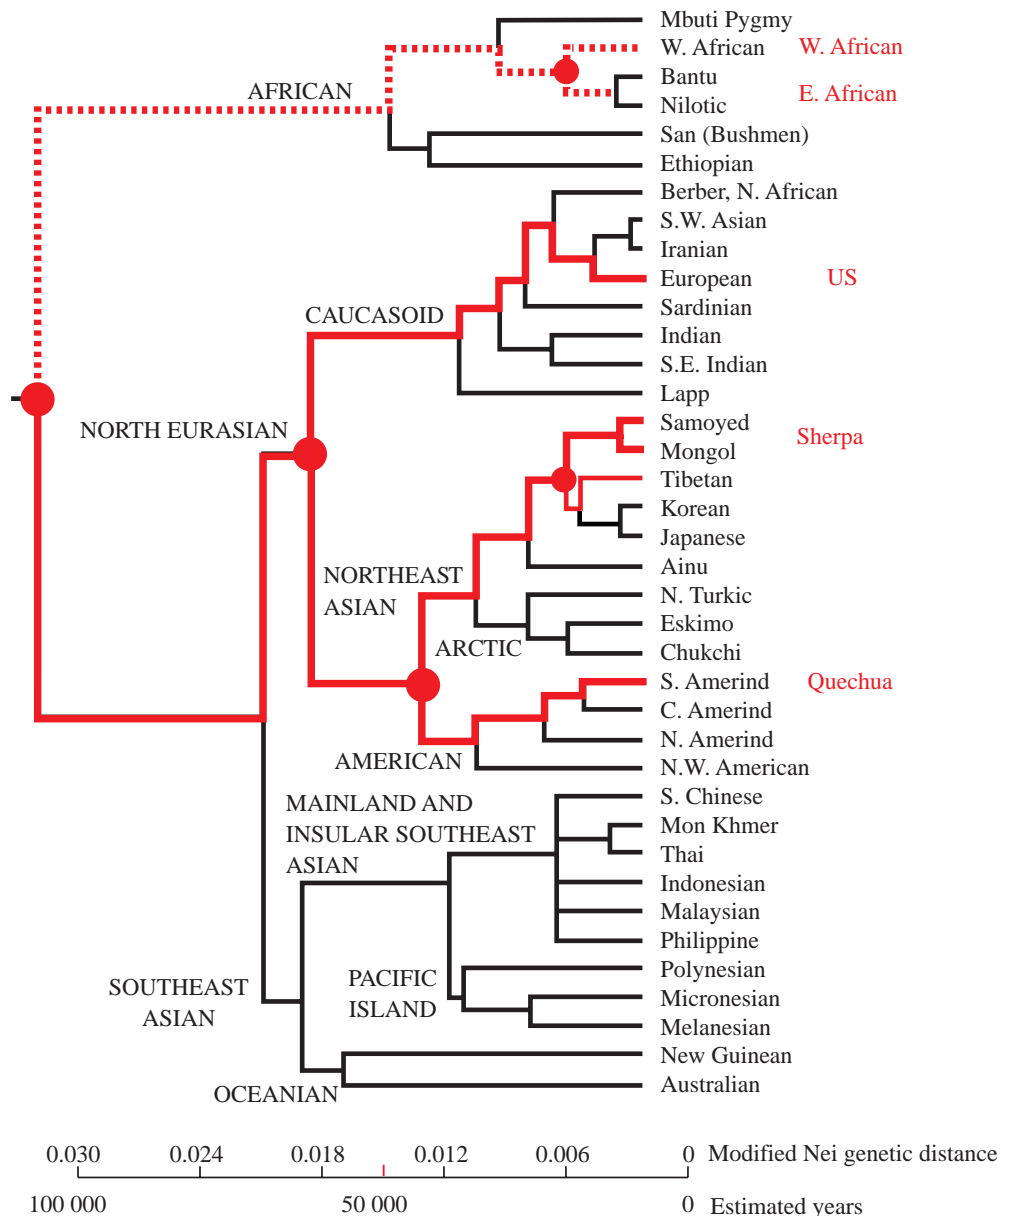 Mbuti Pygmy
W. African W. African
Bantu
AFRICAN
E. African
Nilotic
San (Bushmen)
Ethiopian
Berber, N. African
S.W. Asian
Iranian
European US
Sardinian
CAUCASOID
Indian
S.E. Indian
Lapp
Samoyed
NORTH EURASIAN
Sherpa
Mongol
Tibetan
Korean
Japanese
Ainu
NORTHEAST
ASIAN
N. Turkic
Eskimo
ARCTIC
Chukchi
S. Amerind Quechua
C. Amerind
N. Amerind
AMERICAN
N.W. American
S. Chinese
MAINLAND AND
INSULAR SOUTHEAST
ASIAN
Mon Khmer
Thai
Indonesian
Malaysian
Philippine
Polynesian
PACIFIC
ISLAND
SOUTHEAST
ASIAN
Micronesian
Melanesian
New Guinean
Australian
OCEANIAN
0.030 0.024 0.018 0.012 0.006 0 Modified Nei genetic distance
100 000 50 000 0 Estimated years